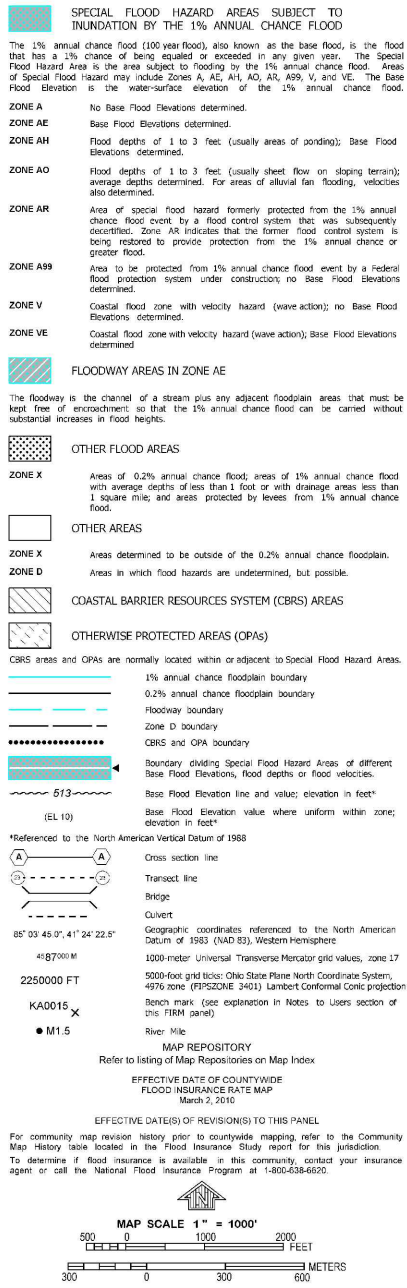 SPECIAL FLOOD HAZARD AREAS SUBJECT TO
INUNDATION BY THE 1% ANNUAL CHANCE FLOOD
The 1% annual chance flood (100 year flood), also known as the base flood, is the flood
that has a 1% chance of being equaled or exceeded in any given year. The Special
Flood Hazard Area is the area subject to flooding by the 1% annual chance flood. Areas
of Special Flood Hazard may include Zones A, AE, AH, AO, AR, A99, V, and VE. The Base
Flood Elevation is the water-surface elevation of the 1% annual chance flood.
ZONE A No Base Flood Elevations determined.
ZONE AE Base Flood Elevations determined.
ZONE AH Flood depths of 1 to 3 feet (usually areas of ponding); Base Flood
Elevations determined.
ZONE AO Flood depths of 1 to 3 feet (usually sheet flow on sloping terrain);
average depths determined. For areas of alluvial fan flooding, velocities
also determined.
ZONE AR Area of special flood hazard formerly protected from the 1% annual
chance flood event by a flood control system that was subsequently
decertified. Zone AR indicates that the former flood control system is
being restored to provide protection from the 1% annual chance or
greater flood.
ZONE A99 Area to be protected from 1% annual chance flood event by a Federal
flood protection system under construction; no Base Flood Elevations
determined.
ZONE V Coastal flood zone with velocity hazard (wave action); no Base Flood
Elevations determined.
ZONE VE Coastal flood zone with velocity hazard (wave action); Base Flood Elevations
determined
FLOODWAY AREAS IN ZONE AE
The floodway is the channel of a stream plus any adjacent floodplain areas that must be
kept free of encroachment so that the 1% annual chance flood can be carried without
substantial increases in flood heights.
OTHER FLOOD AREAS
ZONE X Areas of 0.2% annual chance flood; areas of 1% annual chance flood
with average depths of less than 1 foot or with drainage areas less than
1 square mile; and areas protected by levees from 1% annual chance
flood.
OTHER AREAS
ZONE X Areas determined to be outside of the 0.2% annual chance floodplain.
ZONE D Areas in which flood hazards are undetermined, but possible.
COASTAL BARRIER RESOURCES SYSTEM (CBRS) AREAS
OTHERWISE PROTECTED AREAS (OPAs)
CBRS areas and OPAs are normally located within or adjacent to Special Flood Hazard Areas.
1% annual chance floodplain boundary
0.2% annual chance floodplain boundary
Floodway boundary
Zone D boundary
CBRS and OPA boundary
Boundary dividing Special Flood Hazard Areas of different
Base Flood Elevations, flood depths or flood velocities.
513 Base Flood Elevation line and value; elevation in feet*
(EL 10) Base Flood Elevation value where uniform within zone;
elevation in feet*
*Referenced to the North American Vertical Datum of 1988
A A Cross section line
23 23 Transect line
Bridge
Culvert
85° 03' 45.0", 41° 24' 22.5" Geographic coordinates referenced to the North American
Datum of 1983 (NAD 83), Western Hemisphere
4587000 M 1000-meter Universal Transverse Mercator grid values, zone 17
2250000 FT 5000-foot grid ticks: Ohio State Plane North Coordinate System,
4976 zone (FIPSZONE 3401) Lambert Conformal Conic projection
KA0015 X Bench mark (see explanation in Notes to Users section of
this FIRM panel)
M1.5 River Mile
MAP REPOSITORY
Refer to listing of Map Repositories on Map Index
EFFECTIVE DATE OF COUNTYWIDE
FLOOD INSURANCE RATE MAP
March 2, 2010
EFFECTIVE DATE(S) OF REVISION(S) TO THIS PANEL
For community map revision history prior to countywide mapping, refer to the Community
Map History table located in the Flood Insurance Study report for this jurisdiction.
To determine if flood insurance is available in this community, contact your insurance
agent or call the National Flood Insurance Program at 1-800-638-6620.
N
MAP SCALE 1" = 1000'
500 0 1000 2000
FEET
METERS
300 0 300 600